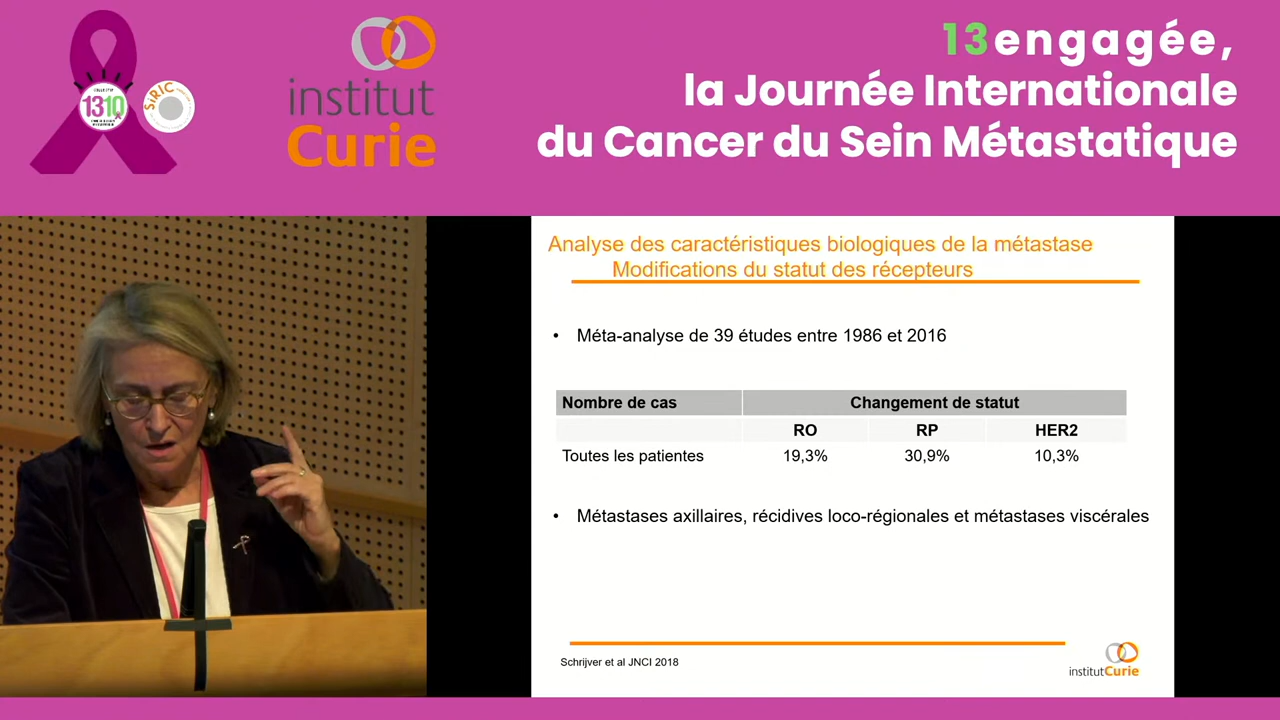 1310
SiRIC
institut
Curie
13engagée,
la Journée Internationale
du Cancer du Sein Métastatique
Analyse des caractéristiques biologiques de la métastase
Modifications du statut des récepteurs
• Méta-analyse de 39 études entre 1986 et 2016
Nombre de cas Changement de statut
RO RP HER2
Toutes les patientes 19,3% 30,9% 10,3%
• Métastases axillaires, récidives loco-régionales et métastases viscérales
Schrijver et al JNCI 2018
institutCurie